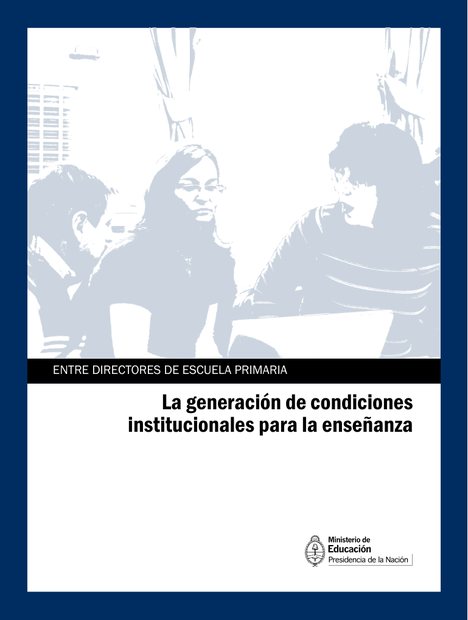 ENTRE DIRECTORES DE ESCUELA PRIMARIA
La generación de condiciones
institucionales para la enseñanza
Ministerio de
Educación
Presidencia de la Nación